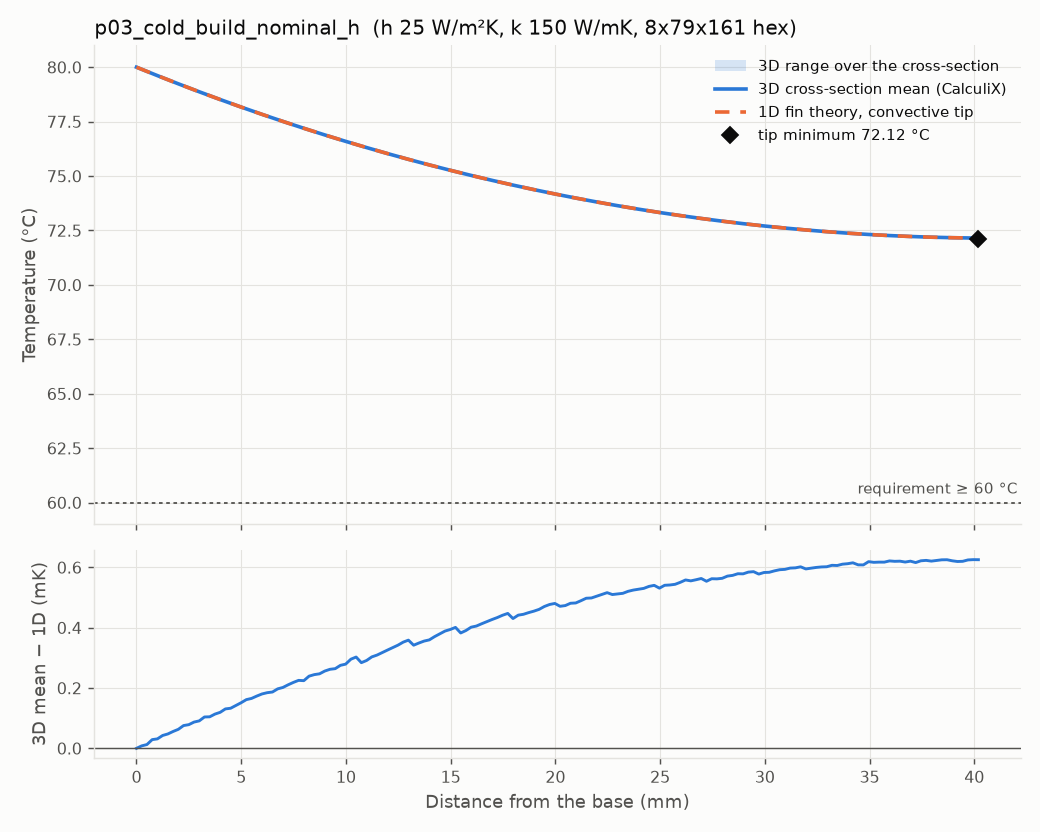 p03_cold_build_nominal_h  (h 25 W/m²K, k 150 W/mK, 8x79x161 hex)
3D range over the cross-section
3D cross-section mean (CalculiX)
1D fin theory, convective tip
tip minimum 72.12 °C
Temperature (°C)
80.0
77.5
75.0
72.5
70.0
67.5
65.0
62.5
60.0
requirement ≥ 60 °C
3D mean − 1D (mK)
0.6
0.4
0.2
0.0
0
5
10
15
20
25
30
35
40
Distance from the base (mm)